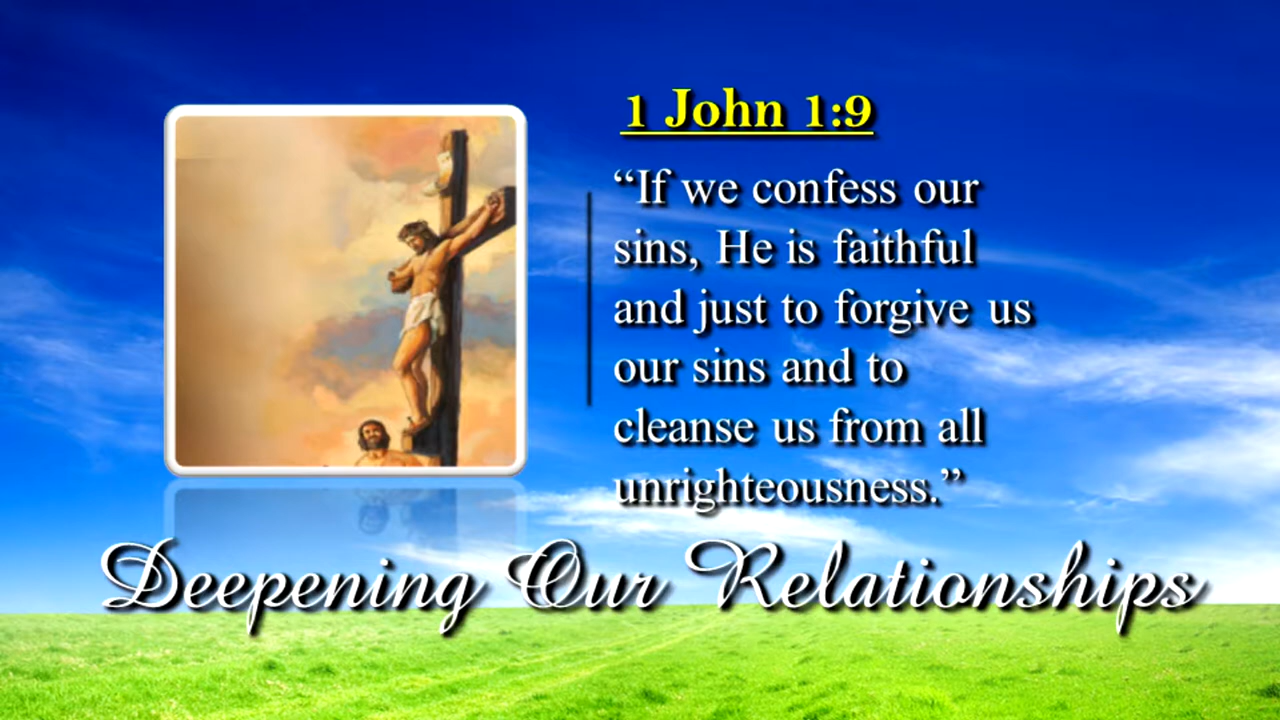 1 John 1:9
“If we confess our
sins, He is faithful
and just to forgive us
our sins and to
cleanse us from all
unrighteousness.”
Deepening Our Relationships